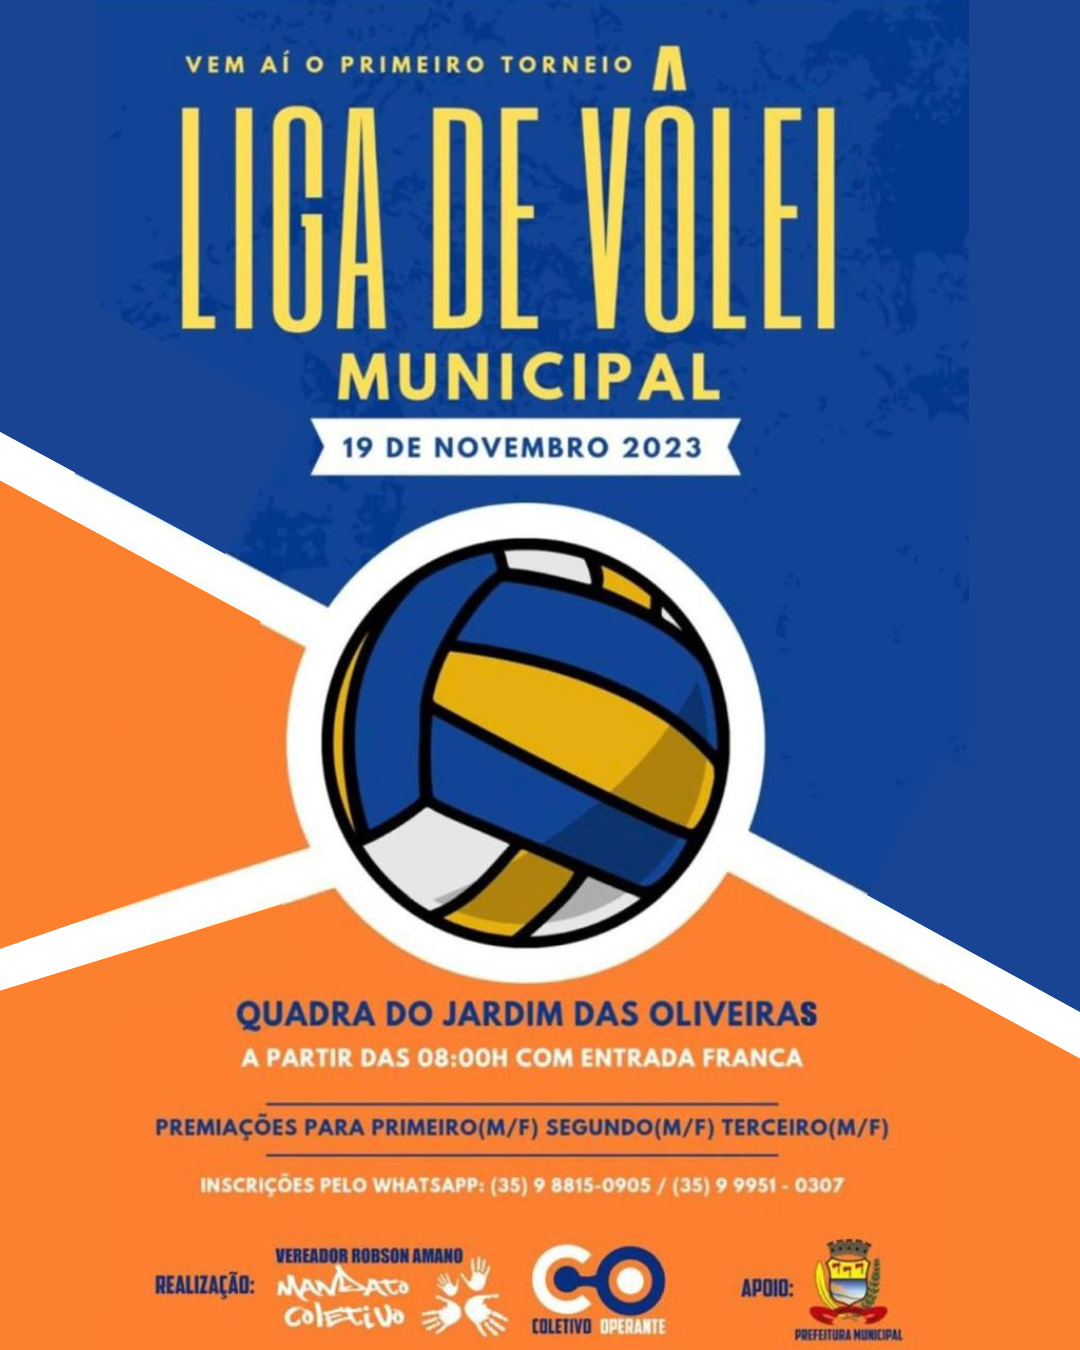 VEM AÍ O PRIMEIRO TORNEIO
LIGA DE VÔLEI
MUNICIPAL
19 DE NOVEMBRO 2023
QUADRA DO JARDIM DAS OLIVEIRAS
A PARTIR DAS 08:00H COM ENTRADA FRANCA
PREMIAÇÕES PARA PRIMEIRO(M/F) SEGUNDO(M/F) TERCEIRO(M/F)
INSCRIÇÕES PELO WHATSAPP: (35) 9 8815-0905 / (35) 9 9951 - 0307
REALIZAÇÃO:
VEREADOR ROBSON AMANO
MANDATO
COLETIVO
CO
COLETIVO OPERANTE
APOIO:
PREFEITURA MUNICIPAL